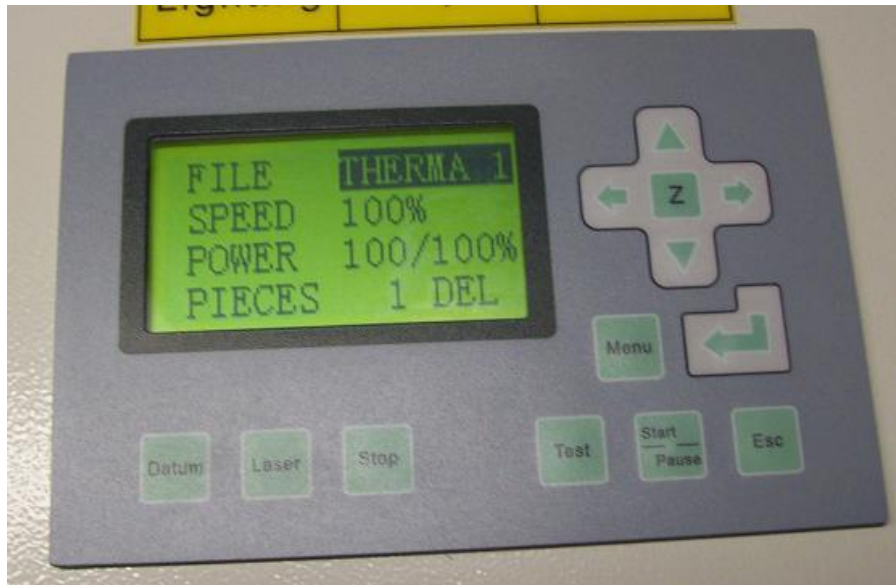 FILE THERMA 1
SPEED 100%
POWER 100/100%
PIECES 1 DEL
Z
Menu
Datum Laser Stop Test Start Pause Esc